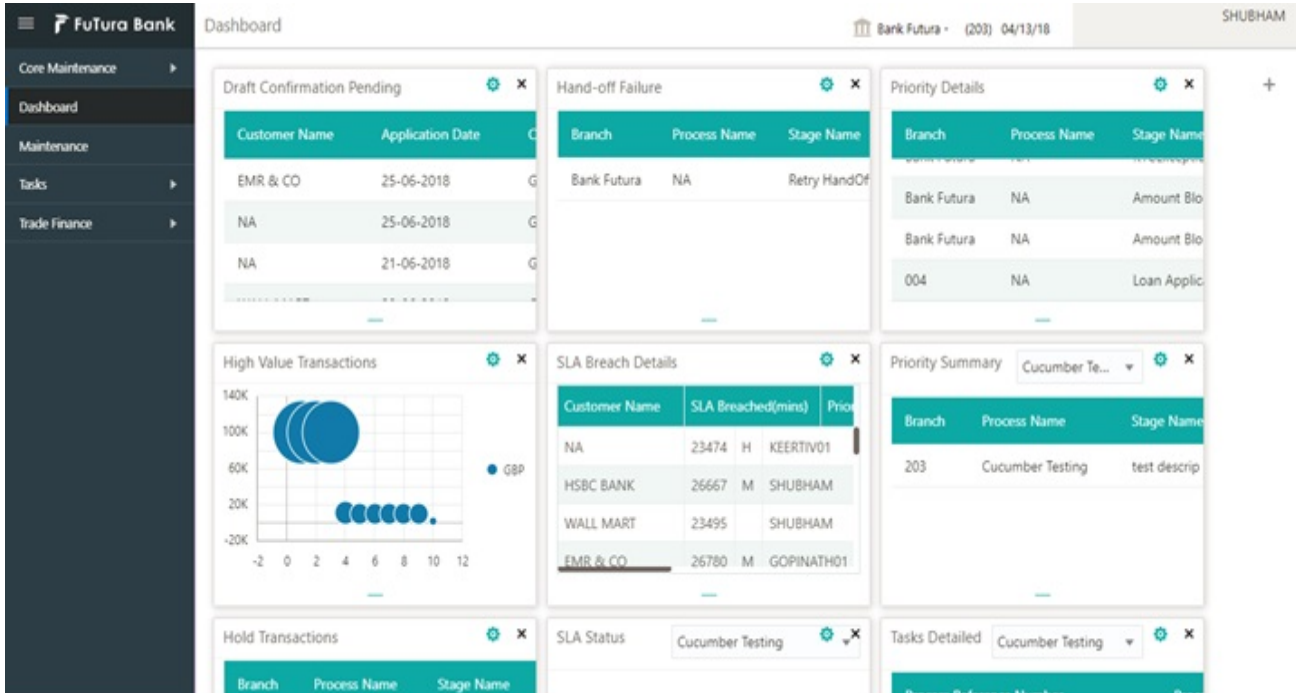 FuTura Bank
Dashboard
Bank Futura
(203) 04/13/18
SHUBHAM
Core Maintenance
Dashboard
Maintenance
Tasks
Trade Finance
Draft Confirmation Pending
Customer Name Application Date
EMR & CO 25-06-2018 G
NA 25-06-2018 G
NA 21-06-2018 G
Hand-off Failure
Branch Process Name Stage Name
Bank Futura NA Retry HandOf
Priority Details
Branch Process Name Stage Name
Bank Futura NA Amount Blo
Bank Futura NA Amount Blo
004 NA Loan Applic
High Value Transactions
140K
100K
60K
20K
-20K
-2 0 2 4 6 8 10 12
GBP
SLA Breach Details
Customer Name SLA Breached(mins) Prior
NA 23474 H KEERTIV01
HSBC BANK 26667 M SHUBHAM
WALL MART 23495 SHUBHAM
EMR & CO 26780 M GOPINATH01
Priority Summary Cucumber Te...
Branch Process Name Stage Name
203 Cucumber Testing test descrip
Hold Transactions
Branch Process Name Stage Name
SLA Status Cucumber Testing
Tasks Detailed Cucumber Testing